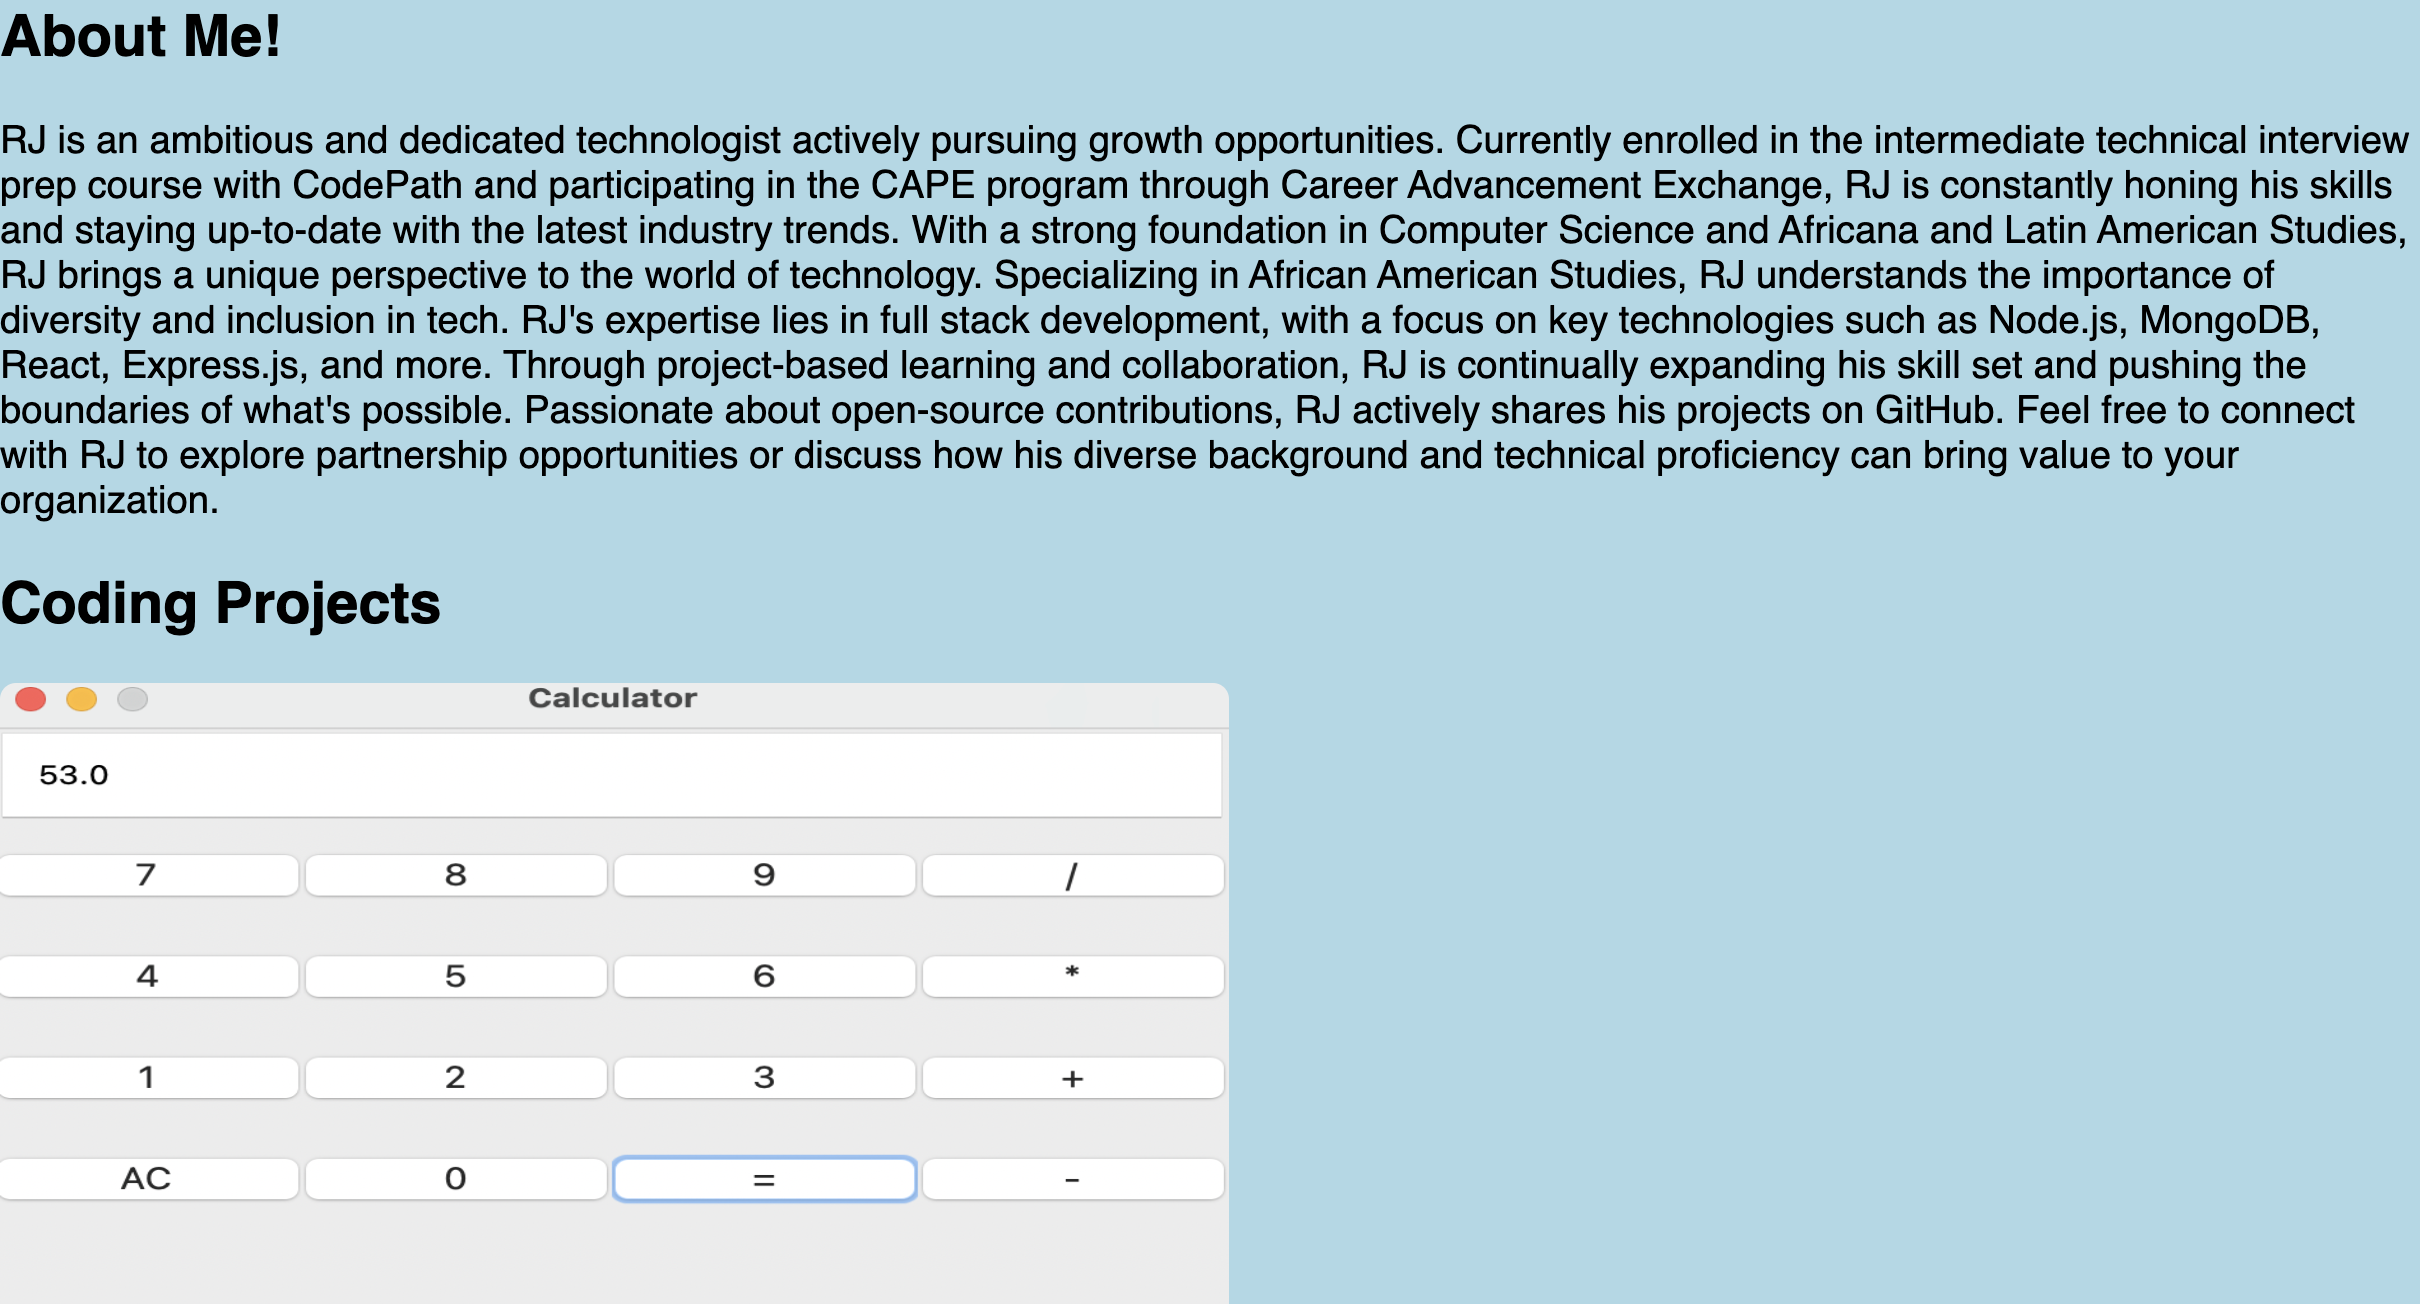 About Me!
RJ is an ambitious and dedicated technologist actively pursuing growth opportunities. Currently enrolled in the intermediate technical interview
prep course with CodePath and participating in the CAPE program through Career Advancement Exchange, RJ is constantly honing his skills
and staying up-to-date with the latest industry trends. With a strong foundation in Computer Science and Africana and Latin American Studies,
RJ brings a unique perspective to the world of technology. Specializing in African American Studies, RJ understands the importance of
diversity and inclusion in tech. RJ's expertise lies in full stack development, with a focus on key technologies such as Node.js, MongoDB,
React, Express.js, and more. Through project-based learning and collaboration, RJ is continually expanding his skill set and pushing the
boundaries of what's possible. Passionate about open-source contributions, RJ actively shares his projects on GitHub. Feel free to connect
with RJ to explore partnership opportunities or discuss how his diverse background and technical proficiency can bring value to your
organization.
Coding Projects
Calculator
53.0
7 8 9 /
4 5 6 *
1 2 3 +
AC 0 = -